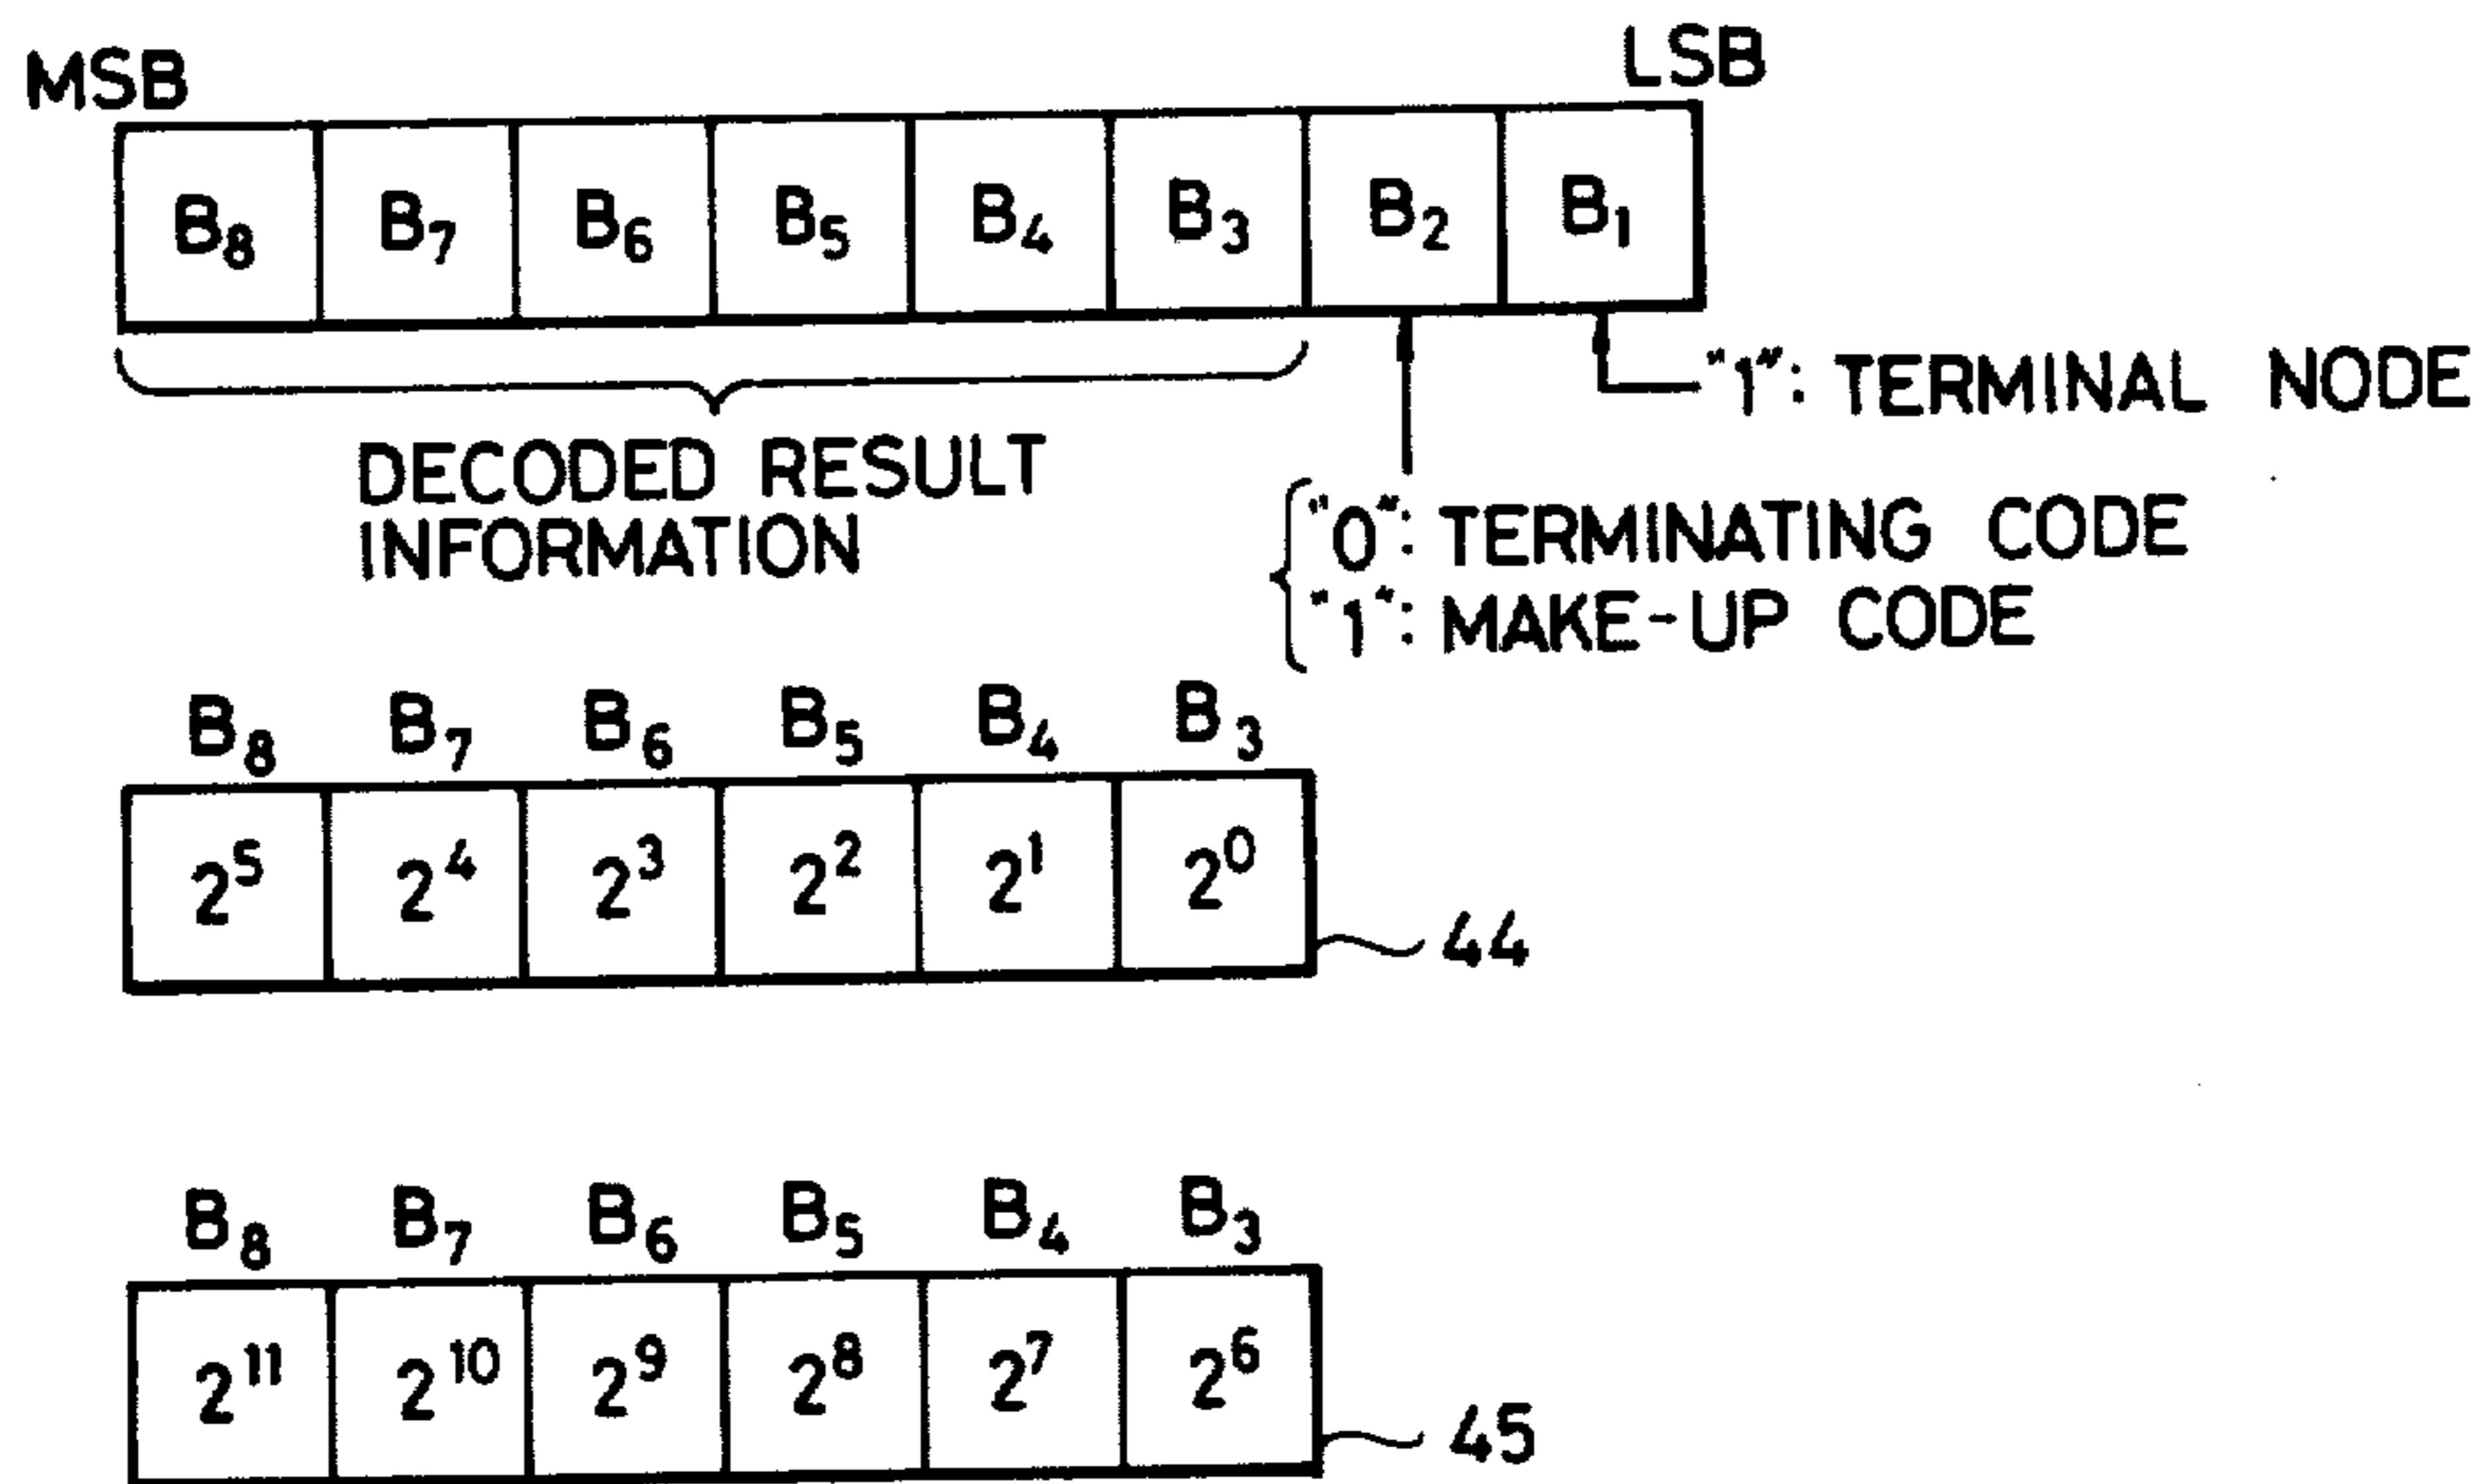 MSB LSB
B8 B7 B6 B5 B4 B3 B2 B1
"1": TERMINAL NODE
DECODED RESULT
INFORMATION
"0": TERMINATING CODE
"1": MAKE-UP CODE
B8 B7 B6 B5 B4 B3
2^5 2^4 2^3 2^2 2^1 2^0
44
B8 B7 B6 B5 B4 B3
2^11 2^10 2^9 2^8 2^7 2^6
45